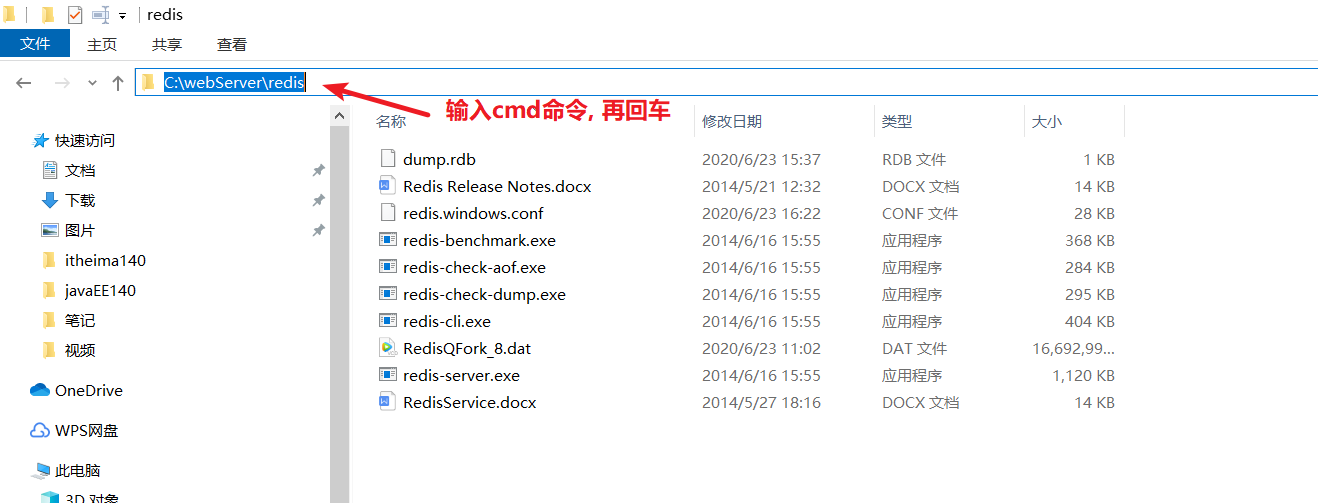 redis
文件 主页 共享 查看
C:\webServer\redis
输入cmd命令, 再回车
名称 修改日期 类型 大小
快速访问
文档
下载
图片
itheima140
javaEE140
笔记
视频
OneDrive
WPS网盘
此电脑
3D 对象
dump.rdb 2020/6/23 15:37 RDB 文件 1 KB
Redis Release Notes.docx 2014/5/21 12:32 DOCX 文档 14 KB
redis.windows.conf 2020/6/23 16:22 CONF 文件 28 KB
redis-benchmark.exe 2014/6/16 15:55 应用程序 368 KB
redis-check-aof.exe 2014/6/16 15:55 应用程序 284 KB
redis-check-dump.exe 2014/6/16 15:55 应用程序 295 KB
redis-cli.exe 2014/6/16 15:55 应用程序 404 KB
RedisQFork_8.dat 2020/6/23 11:02 DAT 文件 16,692,99...
redis-server.exe 2014/6/16 15:55 应用程序 1,120 KB
RedisService.docx 2014/5/27 18:16 DOCX 文档 14 KB